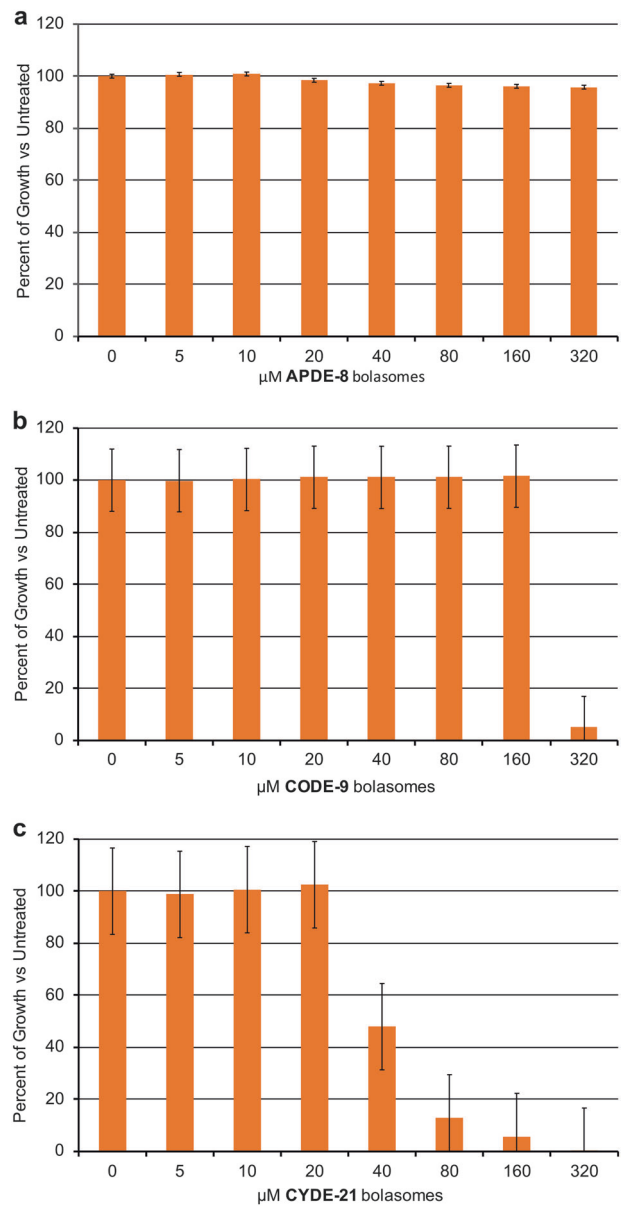 a
120
100
80
60
40
20
0
Percent of Growth vs Untreated
0 5 10 20 40 80 160 320
µM APDE-8 bolasomes
b
120
100
80
60
40
20
0
Percent of Growth vs Untreated
0 5 10 20 40 80 160 320
µM CODE-9 bolasomes
c
120
100
80
60
40
20
0
Percent of Growth vs Untreated
0 5 10 20 40 80 160 320
µM CYDE-21 bolasomes